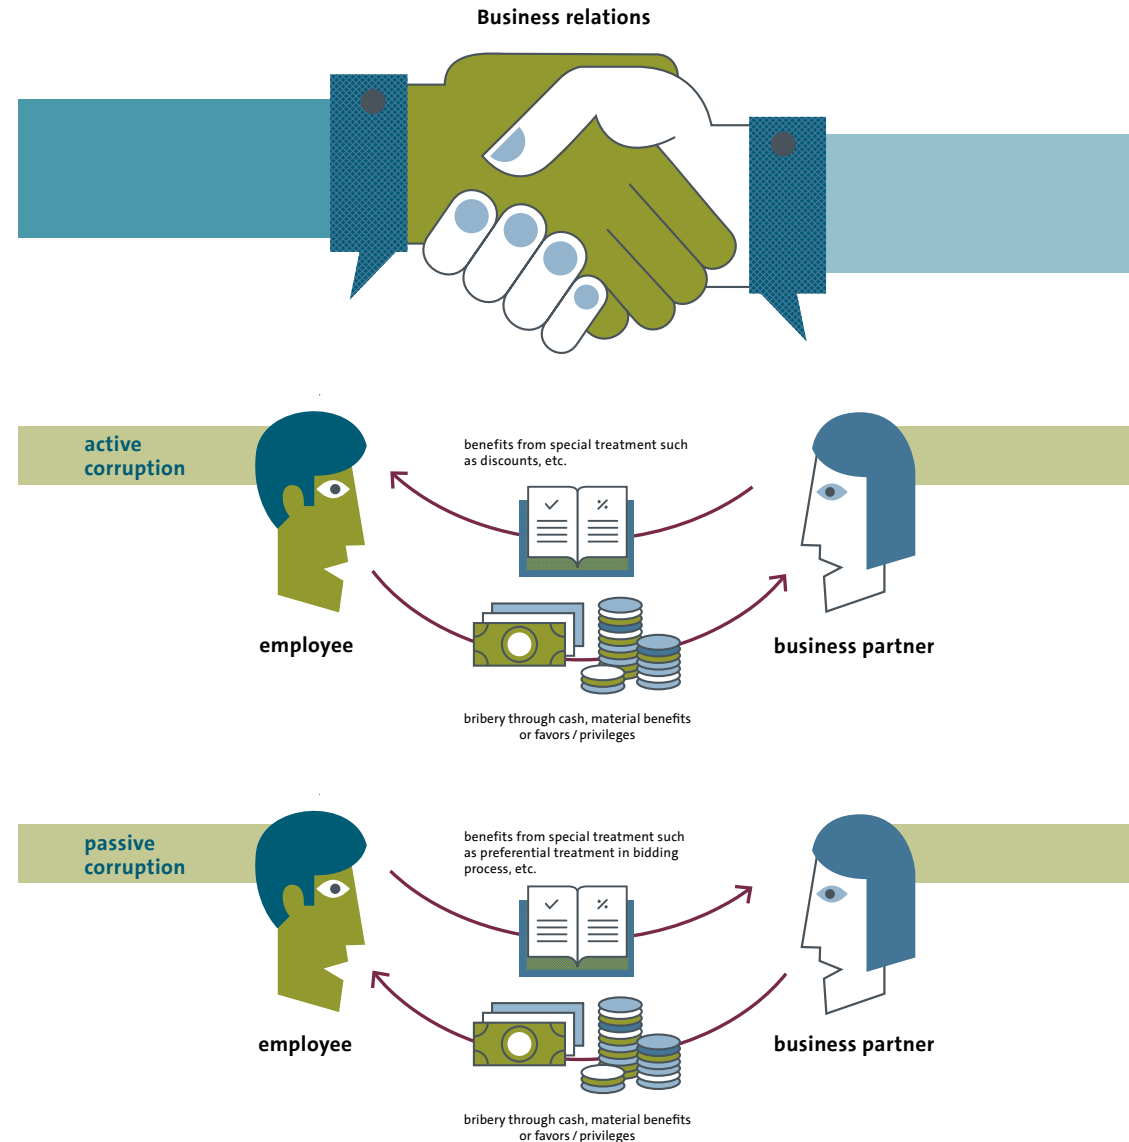 Business relations
active
corruption
benefits from special treatment such
as discounts, etc.
✓ %
employee
business partner
bribery through cash, material benefits
or favors / privileges
passive
corruption
benefits from special treatment such
as preferential treatment in bidding
process, etc.
✓ %
employee
business partner
bribery through cash, material benefits
or favors / privileges